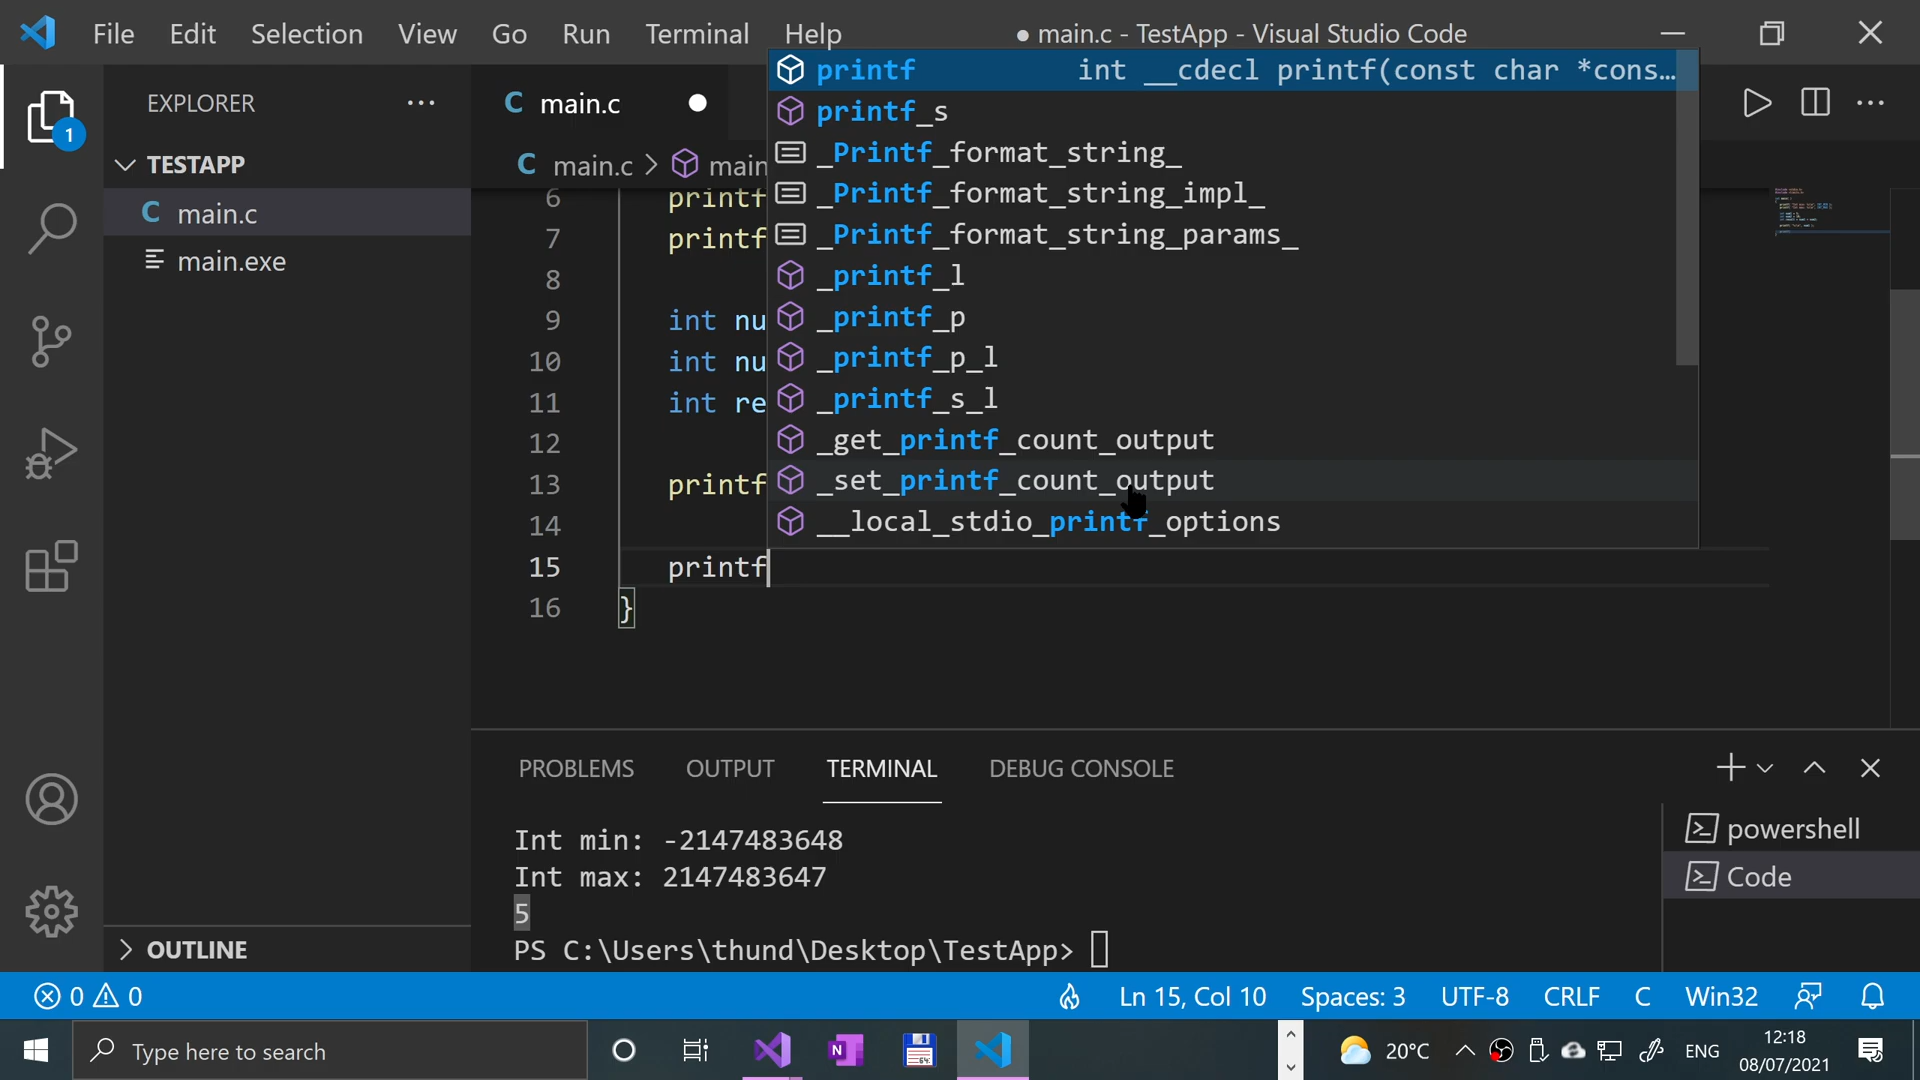 File Edit Selection View Go Run Terminal Help ● main.c - TestApp - Visual Studio Code
EXPLORER
1
TESTAPP
C main.c
main.exe
OUTLINE
C main.c
C main.c > main
6 printf
7 printf
8
9 int nu
10 int nu
11 int re
12
13 printf
14
15 printf
16 }
printf int __cdecl printf(const char *cons…
printf_s
_Printf_format_string_
_Printf_format_string_impl_
_Printf_format_string_params_
_printf_l
_printf_p
_printf_p_l
_printf_s_l
_get_printf_count_output
_set_printf_count_output
__local_stdio_printf_options
PROBLEMS OUTPUT TERMINAL DEBUG CONSOLE
Int min: -2147483648
Int max: 2147483647
5
PS C:\Users\thund\Desktop\TestApp>
powershell
Code
0 0 Ln 15, Col 10 Spaces: 3 UTF-8 CRLF C Win32
Type here to search
N
64
20°C
ENG
12:18
08/07/2021